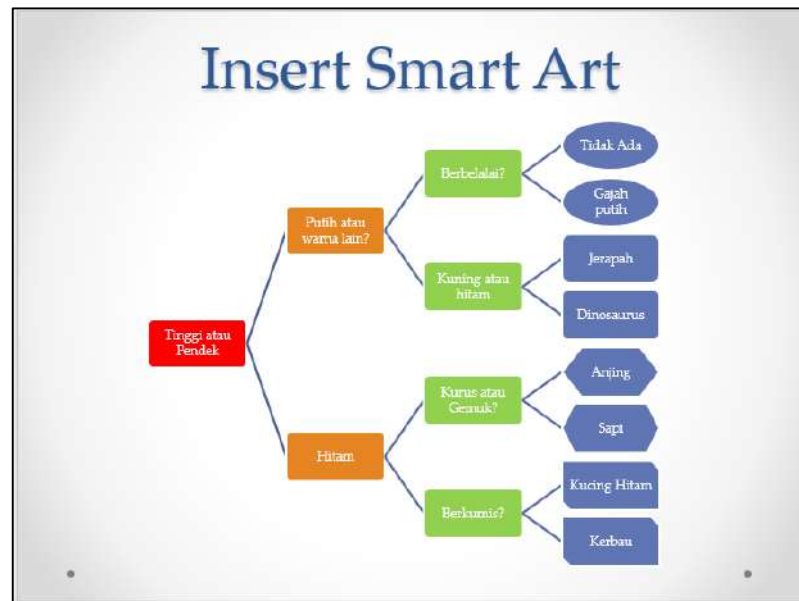 Insert Smart Art
Tidak Ada
Berbelalai?
Gajah
putih
Putih atau
warna lain?
Jerapah
Kuning atau
hitam
Dinosaurus
Tinggi atau
Pendek
Anjing
Kurus atau
Gemuk?
Sapi
Hitam
Kucing Hitam
Berkumis?
Kerbau